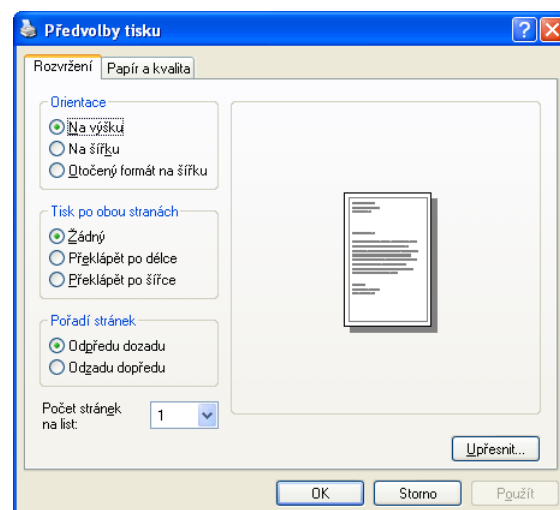 Předvolby tisku
Rozvržení
Papír a kvalita
Orientace
Na výšku
Na šířku
Otočený formát na šířku
Tisk po obou stranách
Žádný
Překlápět po délce
Překlápět po šířce
Pořadí stránek
Odpředu dozadu
Odzadu dopředu
Počet stránek
na list:
1
Upřesnit...
OK
Storno
Použít